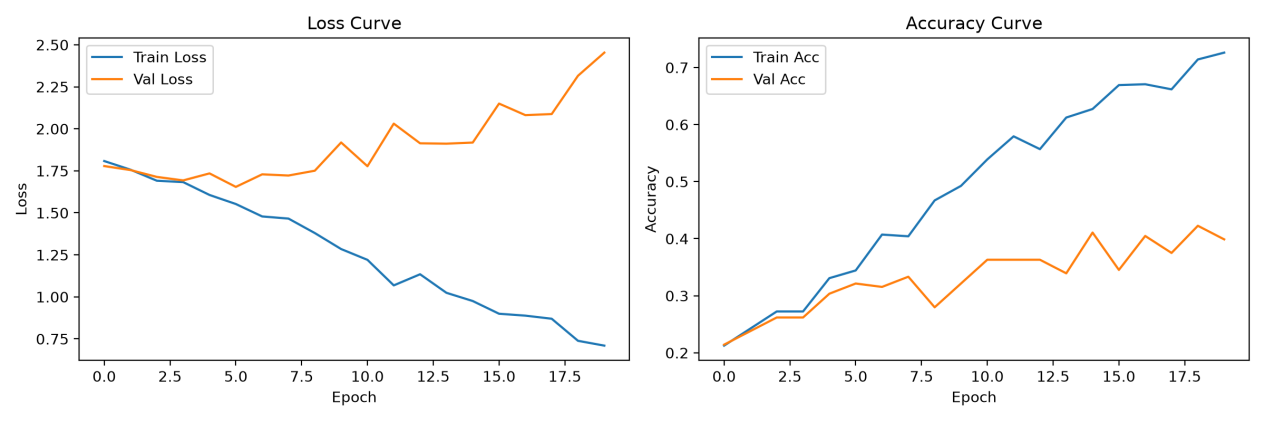 Loss Curve
Train Loss
Val Loss
2.50
2.25
2.00
1.75
1.50
1.25
1.00
0.75
Loss
0.0 2.5 5.0 7.5 10.0 12.5 15.0 17.5
Epoch
Accuracy Curve
Train Acc
Val Acc
0.7
0.6
0.5
0.4
0.3
0.2
Accuracy
0.0 2.5 5.0 7.5 10.0 12.5 15.0 17.5
Epoch